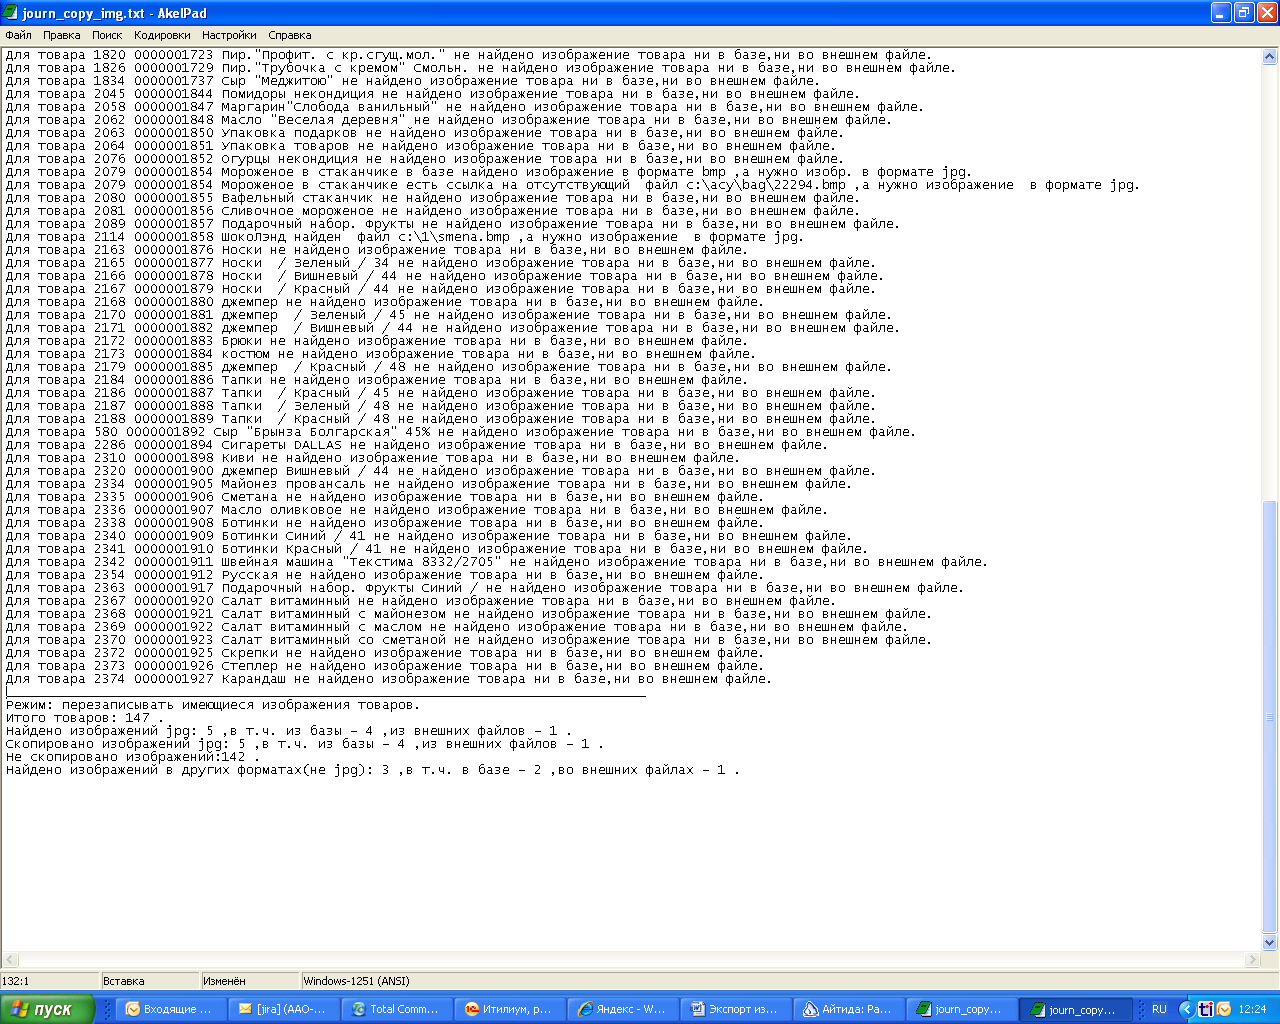 journ_copy_img.txt - AkelPad
Файл Правка Поиск Кодировки Настройки Справка
Для товара 1820 0000001723 Пир."Профит. с кр.сгущ.мол." не найдено изображение товара ни в базе,ни во внешнем файле.
Для товара 1826 0000001729 Пир."Трубочка с кремом" Смольн. не найдено изображение товара ни в базе,ни во внешнем файле.
Для товара 1834 0000001737 Сыр "Меджитою" не найдено изображение товара ни в базе,ни во внешнем файле.
Для товара 2045 0000001844 Помидоры некондиция не найдено изображение товара ни в базе,ни во внешнем файле.
Для товара 2058 0000001847 Маргарин"Слобода ванильный" не найдено изображение товара ни в базе,ни во внешнем файле.
Для товара 2062 0000001848 Масло "Веселая деревня" не найдено изображение товара ни в базе,ни во внешнем файле.
Для товара 2063 0000001850 Упаковка подарков не найдено изображение товара ни в базе,ни во внешнем файле.
Для товара 2064 0000001851 Упаковка товаров не найдено изображение товара ни в базе,ни во внешнем файле.
Для товара 2076 0000001852 Огурцы некондиция не найдено изображение товара ни в базе,ни во внешнем файле.
Для товара 2079 0000001854 Мороженое в стаканчике в базе найдено изображение в формате bmp ,а нужно изобр. в формате jpg.
Для товара 2079 0000001854 Мороженое в стаканчике есть ссылка на отсутствующий  файл c:\acy\bag\22294.bmp ,а нужно изображение  в формате jpg.
Для товара 2080 0000001855 Вафельный стаканчик не найдено изображение товара ни в базе,ни во внешнем файле.
Для товара 2081 0000001856 Сливочное мороженое не найдено изображение товара ни в базе,ни во внешнем файле.
Для товара 2089 0000001857 Подарочный набор. Фрукты не найдено изображение товара ни в базе,ни во внешнем файле.
Для товара 2114 0000001858 ШокоЛэнд найден  файл c:\1\smena.bmp ,а нужно изображение  в формате jpg.
Для товара 2163 0000001876 Носки не найдено изображение товара ни в базе,ни во внешнем файле.
Для товара 2165 0000001877 Носки  / Зеленый / 34 не найдено изображение товара ни в базе,ни во внешнем файле.
Для товара 2166 0000001878 Носки  / Вишневый / 44 не найдено изображение товара ни в базе,ни во внешнем файле.
Для товара 2167 0000001879 Носки  / Красный / 44 не найдено изображение товара ни в базе,ни во внешнем файле.
Для товара 2168 0000001880 джемпер не найдено изображение товара ни в базе,ни во внешнем файле.
Для товара 2170 0000001881 джемпер  / Зеленый / 45 не найдено изображение товара ни в базе,ни во внешнем файле.
Для товара 2171 0000001882 джемпер  / Вишневый / 44 не найдено изображение товара ни в базе,ни во внешнем файле.
Для товара 2172 0000001883 Брюки не найдено изображение товара ни в базе,ни во внешнем файле.
Для товара 2173 0000001884 костюм не найдено изображение товара ни в базе,ни во внешнем файле.
Для товара 2179 0000001885 джемпер  / Красный / 48 не найдено изображение товара ни в базе,ни во внешнем файле.
Для товара 2184 0000001886 Тапки не найдено изображение товара ни в базе,ни во внешнем файле.
Для товара 2186 0000001887 Тапки  / Красный / 45 не найдено изображение товара ни в базе,ни во внешнем файле.
Для товара 2187 0000001888 Тапки  / Зеленый / 48 не найдено изображение товара ни в базе,ни во внешнем файле.
Для товара 2188 0000001889 Тапки  / Красный / 48 не найдено изображение товара ни в базе,ни во внешнем файле.
Для товара 580 0000001892 Сыр "Брынза Болгарская" 45% не найдено изображение товара ни в базе,ни во внешнем файле.
Для товара 2286 0000001894 Сигареты DALLAS не найдено изображение товара ни в базе,ни во внешнем файле.
Для товара 2310 0000001898 Киви не найдено изображение товара ни в базе,ни во внешнем файле.
Для товара 2320 0000001900 джемпер Вишневый / 44 не найдено изображение товара ни в базе,ни во внешнем файле.
Для товара 2334 0000001905 Майонез провансаль не найдено изображение товара ни в базе,ни во внешнем файле.
Для товара 2335 0000001906 Сметана не найдено изображение товара ни в базе,ни во внешнем файле.
Для товара 2336 0000001907 Масло оливковое не найдено изображение товара ни в базе,ни во внешнем файле.
Для товара 2338 0000001908 Ботинки не найдено изображение товара ни в базе,ни во внешнем файле.
Для товара 2340 0000001909 Ботинки Синий / 41 не найдено изображение товара ни в базе,ни во внешнем файле.
Для товара 2341 0000001910 Ботинки Красный / 41 не найдено изображение товара ни в базе,ни во внешнем файле.
Для товара 2342 0000001911 Швейная машина "Текстима 8332/2705" не найдено изображение товара ни в базе,ни во внешнем файле.
Для товара 2354 0000001912 Русская не найдено изображение товара ни в базе,ни во внешнем файле.
Для товара 2363 0000001917 Подарочный набор. Фрукты Синий / не найдено изображение товара ни в базе,ни во внешнем файле.
Для товара 2367 0000001920 Салат витаминный не найдено изображение товара ни в базе,ни во внешнем файле.
Для товара 2368 0000001921 Салат витаминный с майонезом не найдено изображение товара ни в базе,ни во внешнем файле.
Для товара 2369 0000001922 Салат витаминный с маслом не найдено изображение товара ни в базе,ни во внешнем файле.
Для товара 2370 0000001923 Салат витаминный со сметаной не найдено изображение товара ни в базе,ни во внешнем файле.
Для товара 2372 0000001925 Скрепки не найдено изображение товара ни в базе,ни во внешнем файле.
Для товара 2373 0000001926 Степлер не найдено изображение товара ни в базе,ни во внешнем файле.
Для товара 2374 0000001927 Карандаш не найдено изображение товара ни в базе,ни во внешнем файле.
Режим: перезаписывать имеющиеся изображения товаров.
Итого товаров: 147 .
Найдено изображений jpg: 5 ,в т.ч. из базы - 4 ,из внешних файлов - 1 .
Скопировано изображений jpg: 5 ,в т.ч. из базы - 4 ,из внешних файлов - 1 .
Не скопировано изображений:142 .
Найдено изображений в других форматах(не jpg): 3 ,в т.ч. в базе - 2 ,во внешних файлах - 1 .
132:1 Вставка Изменён Windows-1251 (ANSI)
пуск Входящие ... [jira] (AAO-... Total Comm... Итилиум, р... Яндекс - W... Экспорт из... Айтида: Ра... journ_copy... journ_copy... RU 12:24